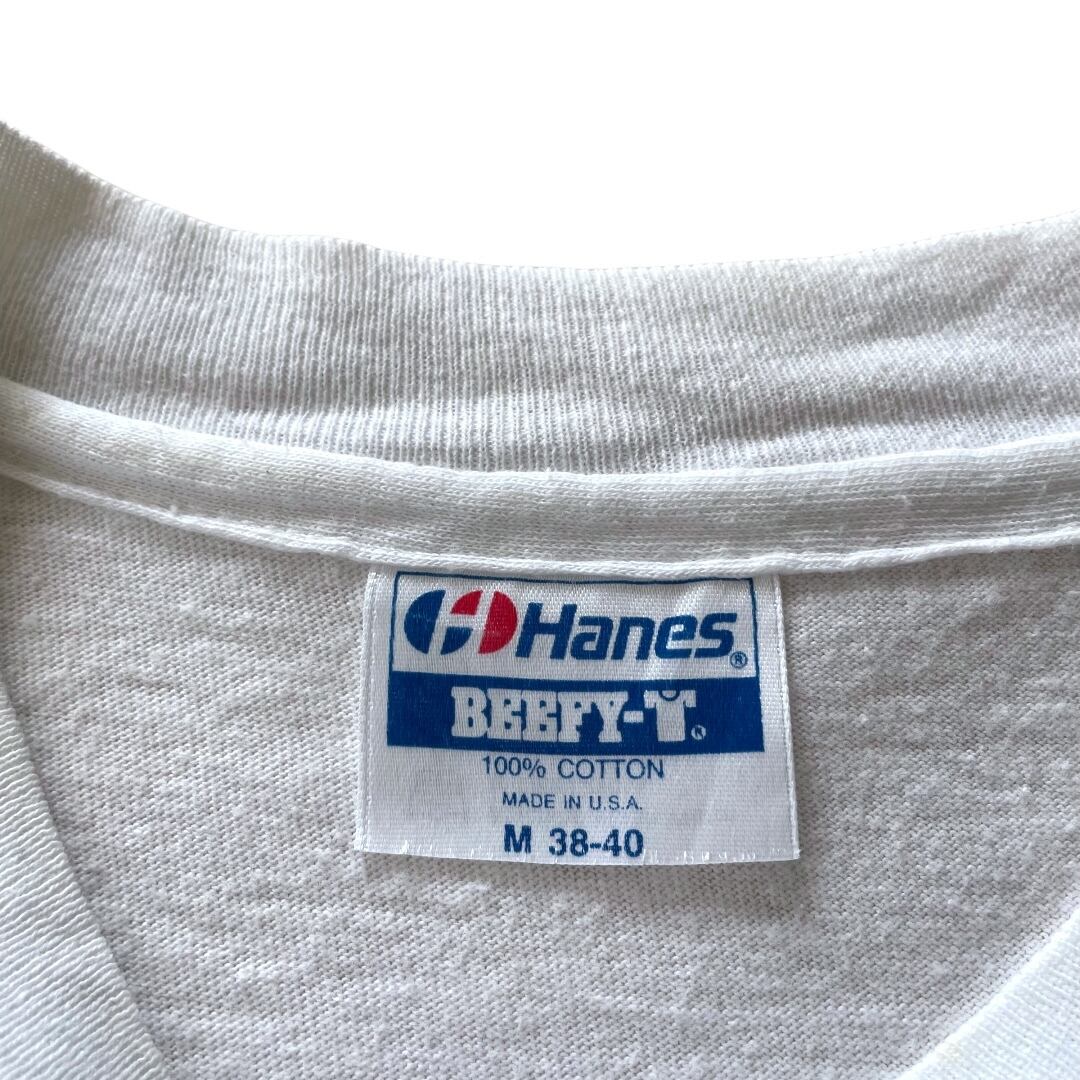 Hanes®
BEEFY-T®
100% COTTON
MADE IN U.S.A.
M 38-40